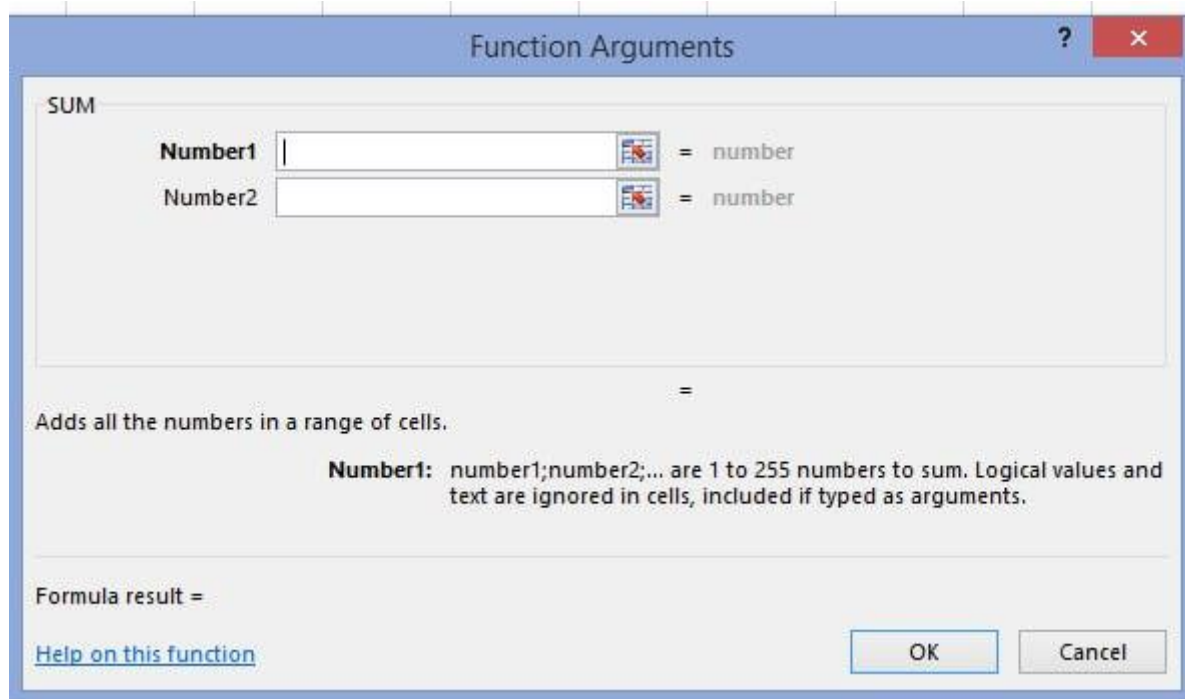 Function Arguments ?
SUM
Number1 = number
Number2 = number
=
Adds all the numbers in a range of cells.
Number1: number1;number2;... are 1 to 255 numbers to sum. Logical values and
text are ignored in cells, included if typed as arguments.
Formula result =
Help on this function OK Cancel